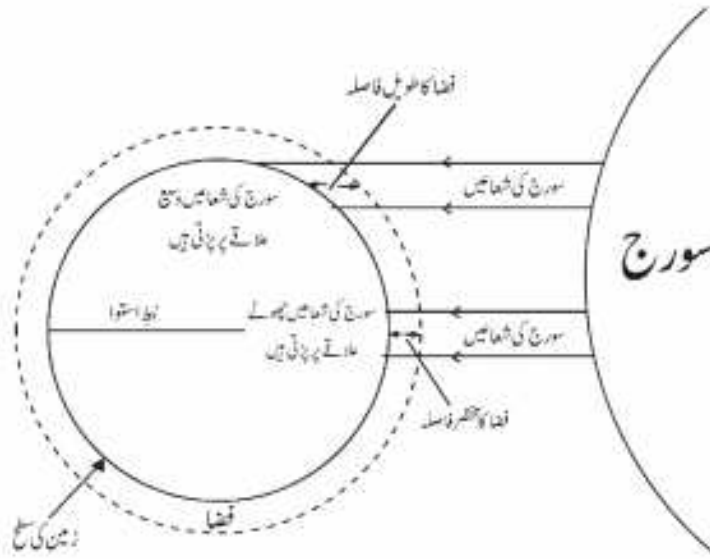 فضا کا طویل فاصلہ
سورج کی شعاعیں
سورج کی شعاعیں وسیع
علاقے پر پڑتی ہیں
سورج
خطِ استوا
سورج کی شعاعیں چھوٹے
علاقے پر پڑتی ہیں
سورج کی شعاعیں
فضا کا مختصر فاصلہ
فضا
زمین کی سطح